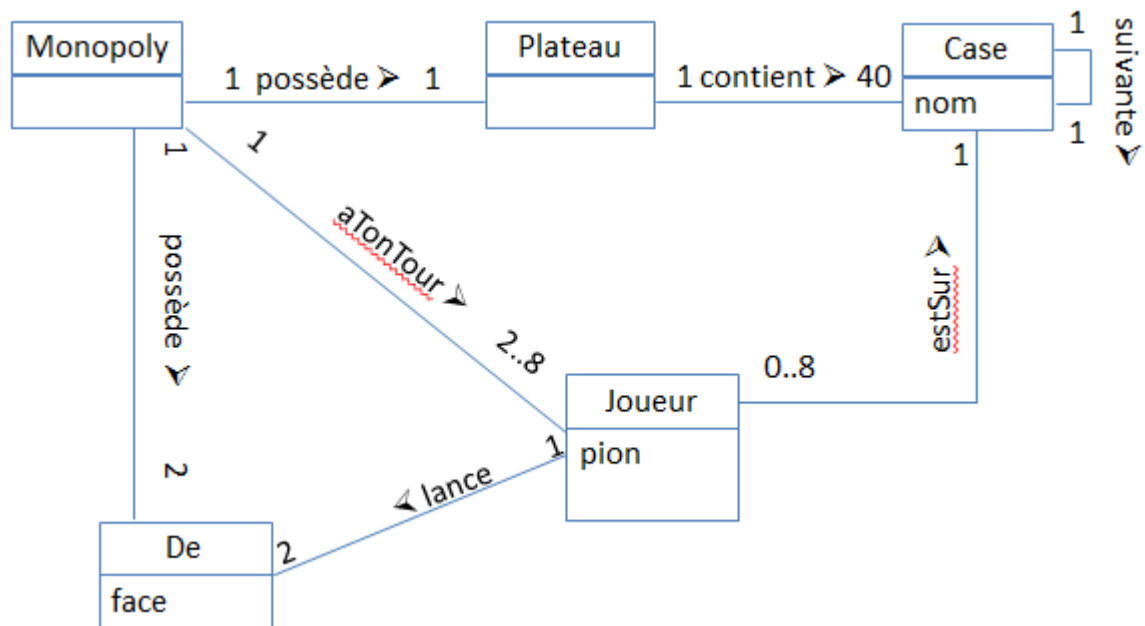 Monopoly
1 possède ➢ 1
Plateau
1 contient ➢ 40
Case
nom
1
suivante ➢
1
1
possède ➢
2
1
aTonTour ➢
2..8
1
estSur ➢
0..8
Joueur
pion
1
➢ lance
2
De
face